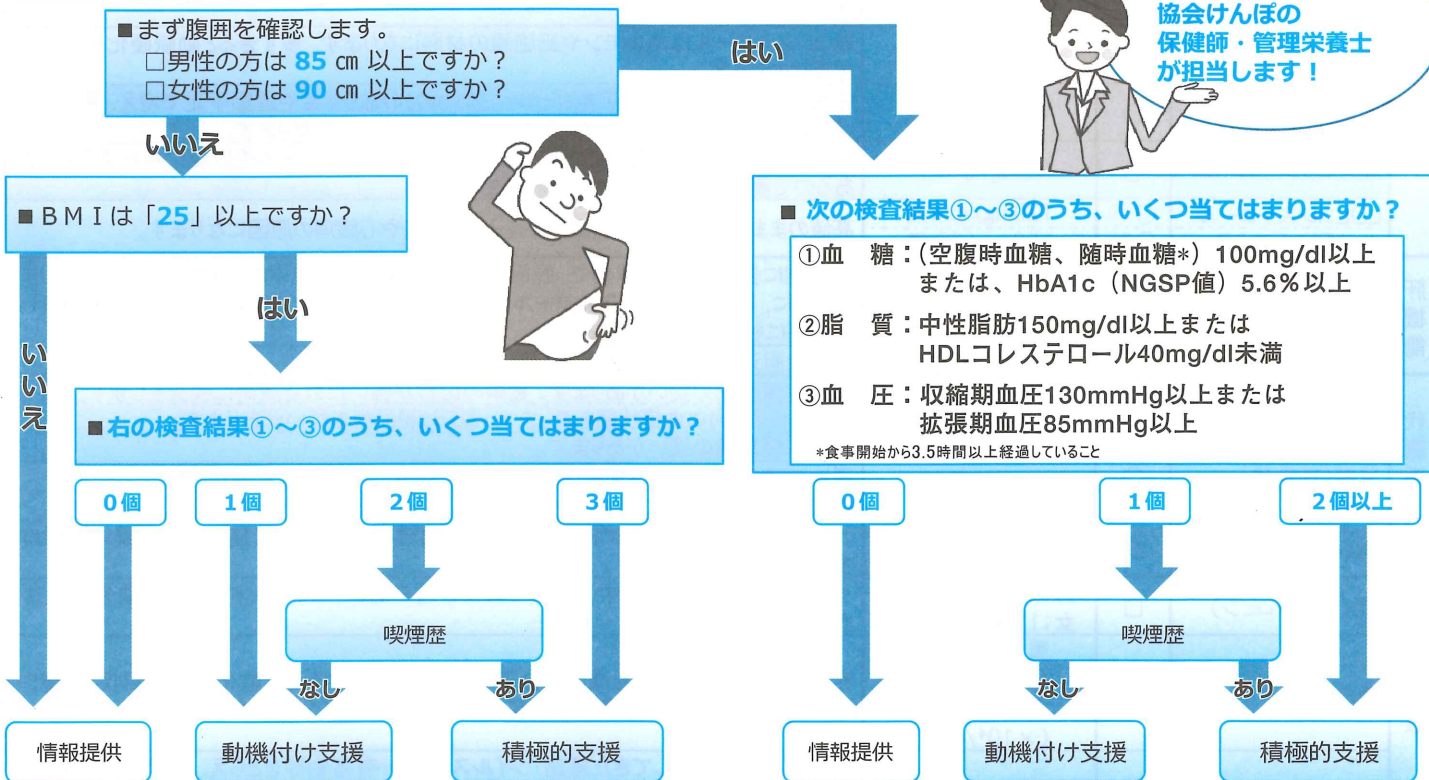 ■まず腹囲を確認します。
□男性の方は 85 ㎝ 以上ですか？
□女性の方は 90 ㎝ 以上ですか？
はい
協会けんぽの
保健師・管理栄養士
が担当します！
いいえ
■ＢＭＩは「25」以上ですか？
はい
いいえ
■右の検査結果①～③のうち、いくつ当てはまりますか？
0個
1個
2個
3個
喫煙歴
なし
あり
情報提供
動機付け支援
積極的支援
■ 次の検査結果①～③のうち、いくつ当てはまりますか？
①血　糖：(空腹時血糖、随時血糖*）100mg/dl以上
または、HbA1c（NGSP値）5.6％以上
②脂　質：中性脂肪150mg/dl以上または
HDLコレステロール40mg/dl未満
③血　圧：収縮期血圧130mmHg以上または
拡張期血圧85mmHg以上
*食事開始から3.5時間以上経過していること
0個
1個
2個以上
喫煙歴
なし
あり
情報提供
動機付け支援
積極的支援